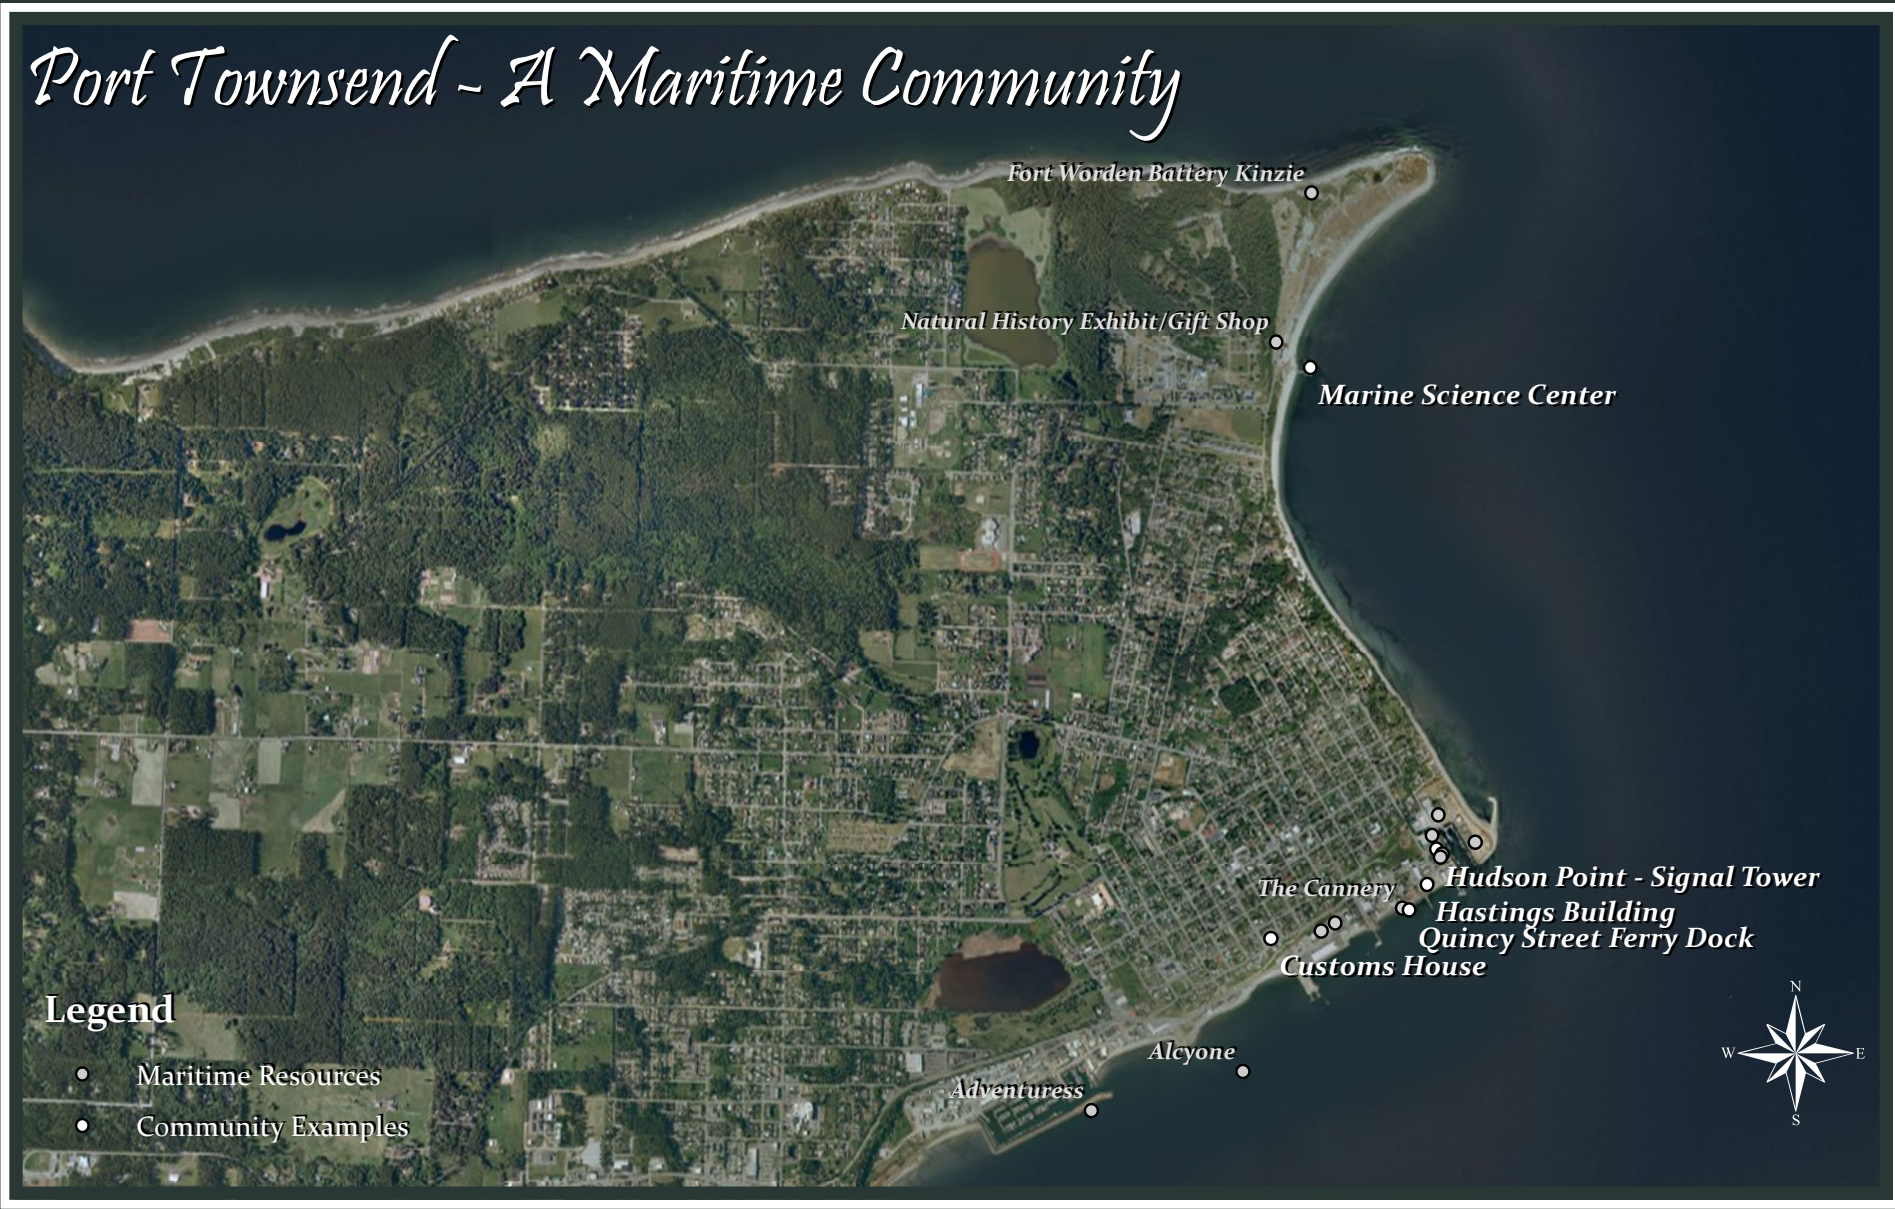 Port Townsend - A Maritime Community
Fort Worden Battery Kinzie
Natural History Exhibit/Gift Shop
Marine Science Center
Hudson Point - Signal Tower
The Cannery
Hastings Building
Quincy Street Ferry Dock
Customs House
Legend
N
W
E
S
Alcyone
Maritime Resources
Adventuress
Community Examples